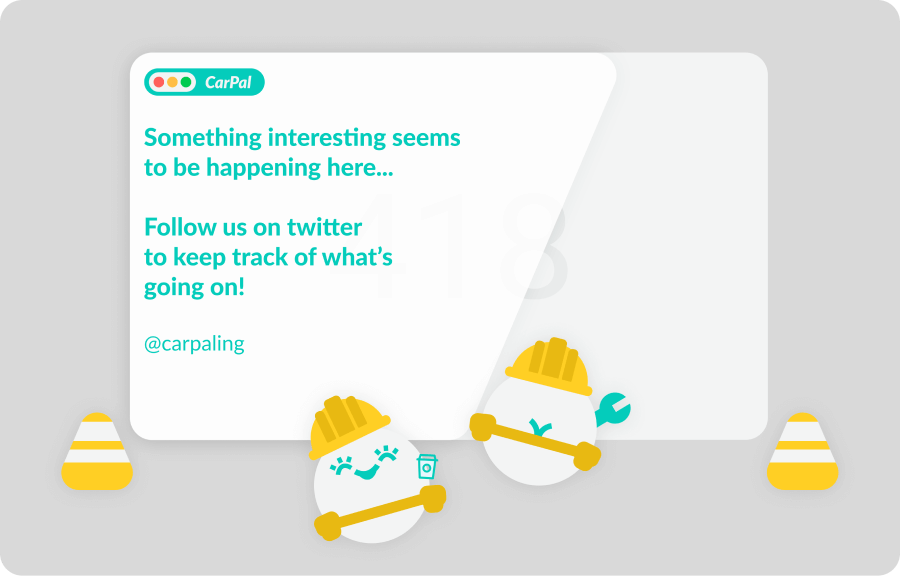 CarPal
Something interesting seems
to be happening here...
Follow us on twitter
to keep track of what's
going on!
@carpaling
418